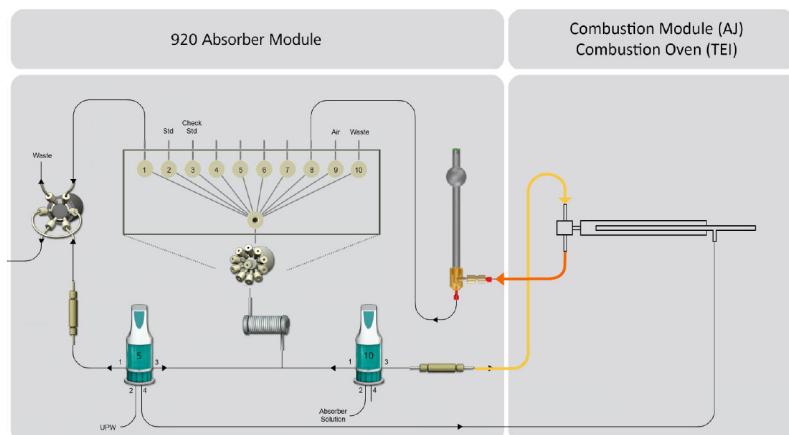 920 Absorber Module
Combustion Module (AJ)
Combustion Oven (TEI)
Check
Std
Std
Air
Waste
1
2
3
4
5
6
7
8
9
10
Waste
5
10
1
3
1
3
2
4
2
4
UPW
Absorber
Solution